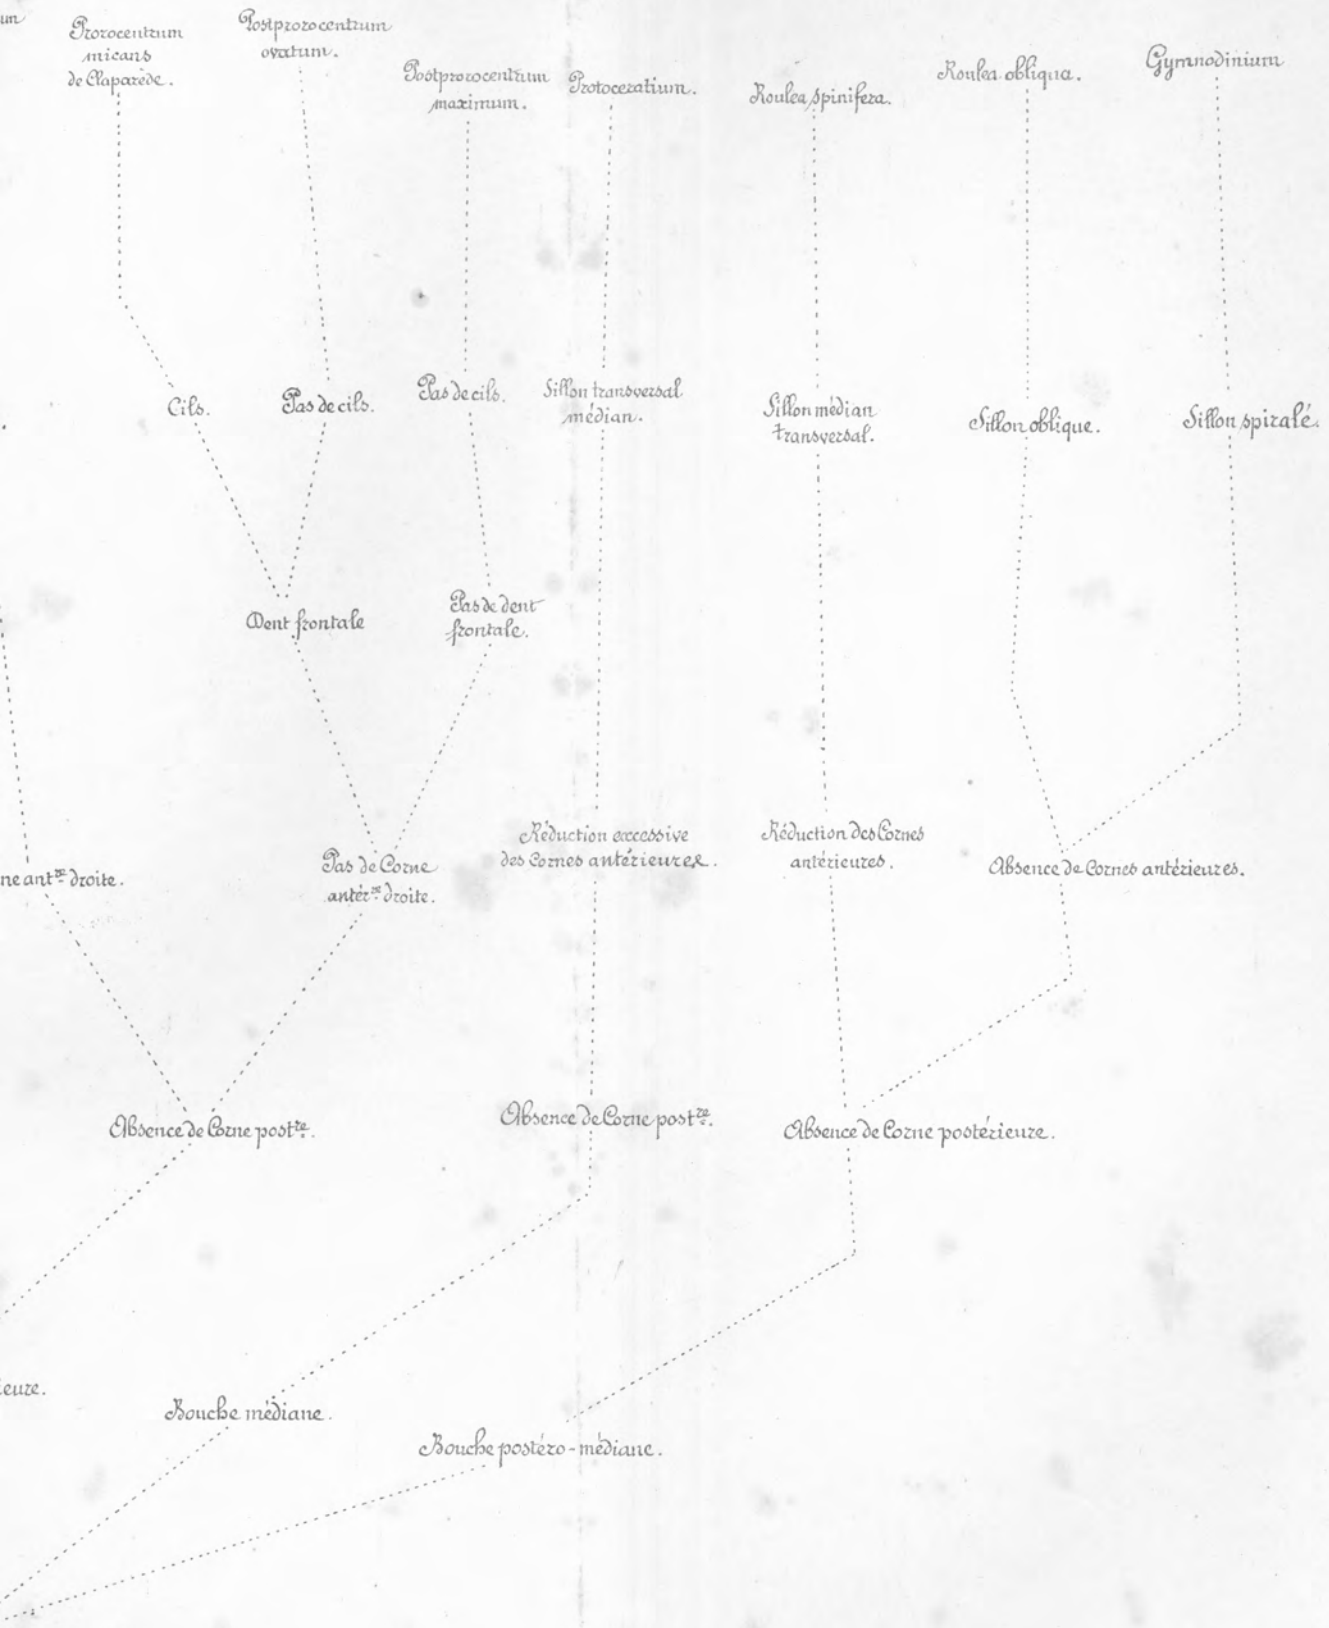 um
Prorocentrum
micans
de Claparède.
Postprorocentrum
ovatum.
Postprorocentrum
maximum.
Protoceratium.
Roulea spinifera.
Roulea obliqua.
Gymnodinium
Cils.
Pas de cils.
Pas de cils.
Sillon transversal
médian.
Sillon médian
transversal.
Sillon oblique.
Sillon spiralé.
Dent frontale
Pas de dent
frontale.
ne antre droite.
Pas de Corne
antérre droite.
Réduction excessive
des Cornes antérieures.
Réduction des Cornes
antérieures.
Absence de Cornes antérieures.
Absence de Corne postre.
Absence de Corne postre.
Absence de Corne postérieure.
ieure.
Bouche médiane.
Bouche postéro-médiane.